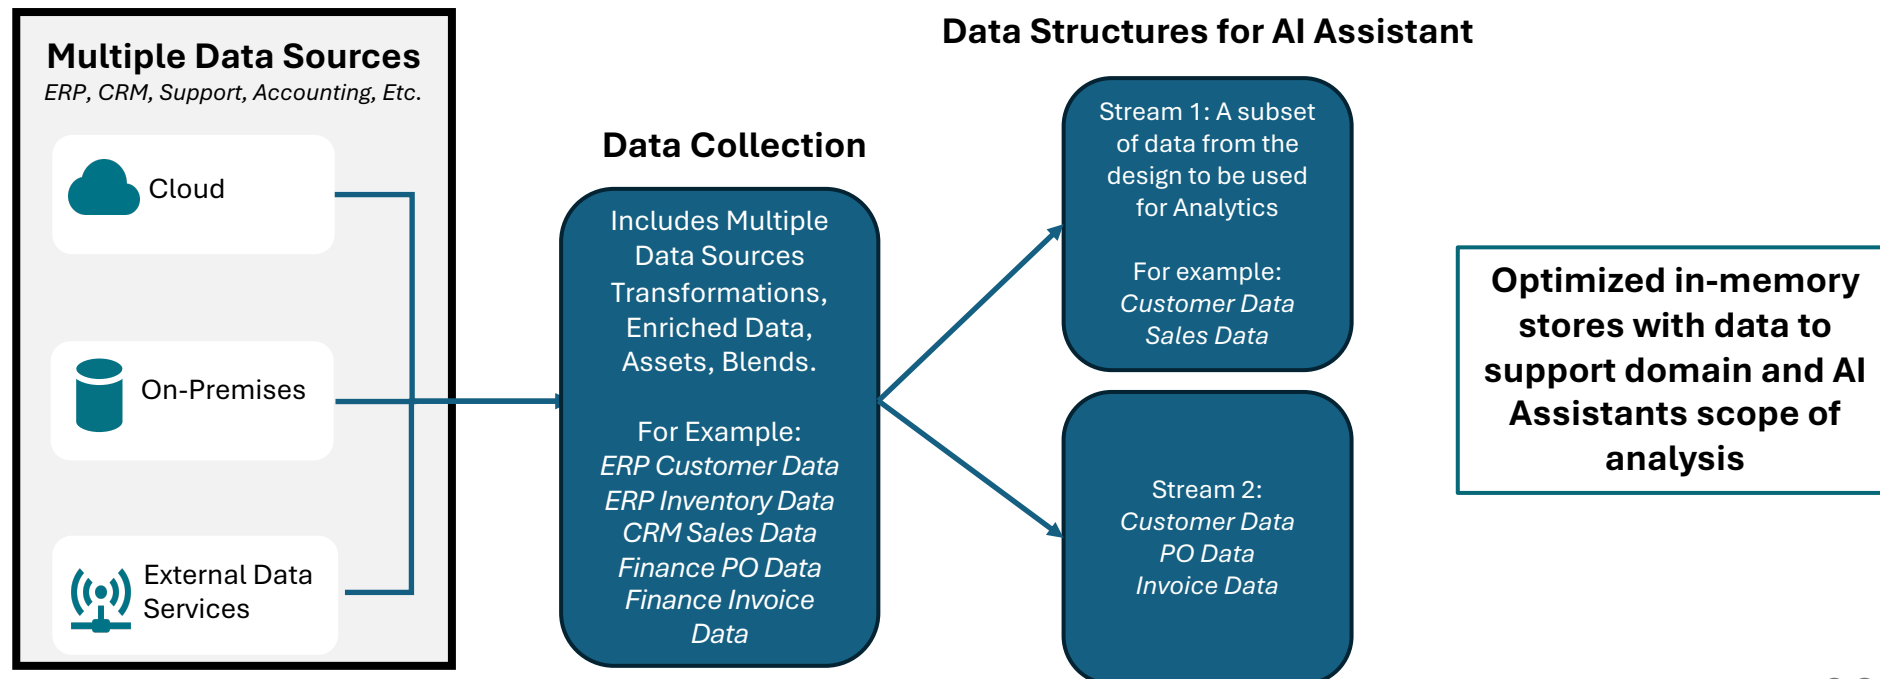 Multiple Data Sources
ERP, CRM, Support, Accounting, Etc.
Cloud
On-Premises
External Data
Services
Data Collection
Includes Multiple
Data Sources
Transformations,
Enriched Data,
Assets, Blends.
For Example:
ERP Customer Data
ERP Inventory Data
CRM Sales Data
Finance PO Data
Finance Invoice
Data
Data Structures for AI Assistant
Stream 1: A subset
of data from the
design to be used
for Analytics
For example:
Customer Data
Sales Data
Stream 2:
Customer Data
PO Data
Invoice Data
Optimized in-memory
stores with data to
support domain and AI
Assistants scope of
analysis